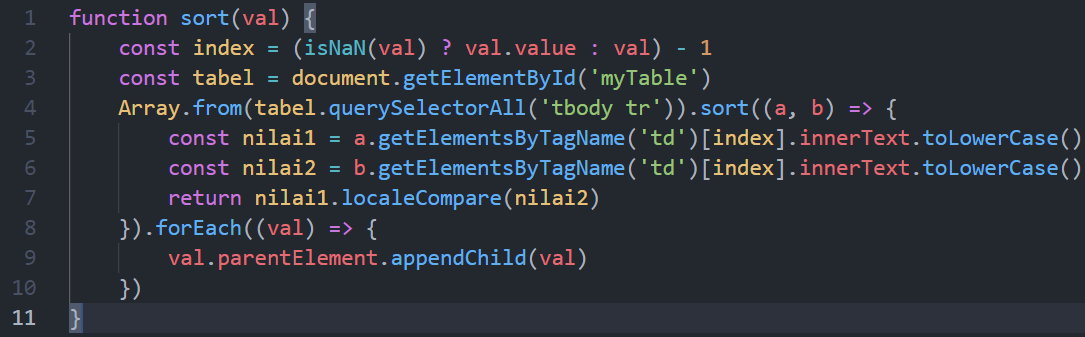 1 function sort(val) {
2 const index = (isNaN(val) ? val.value : val) - 1
3 const tabel = document.getElementById('myTable')
4 Array.from(tabel.querySelectorAll('tbody tr')).sort((a, b) => {
5 const nilai1 = a.getElementsByTagName('td')[index].innerText.toLowerCase()
6 const nilai2 = b.getElementsByTagName('td')[index].innerText.toLowerCase()
7 return nilai1.localeCompare(nilai2)
8 }).forEach((val) => {
9 val.parentElement.appendChild(val)
10 })
11 }